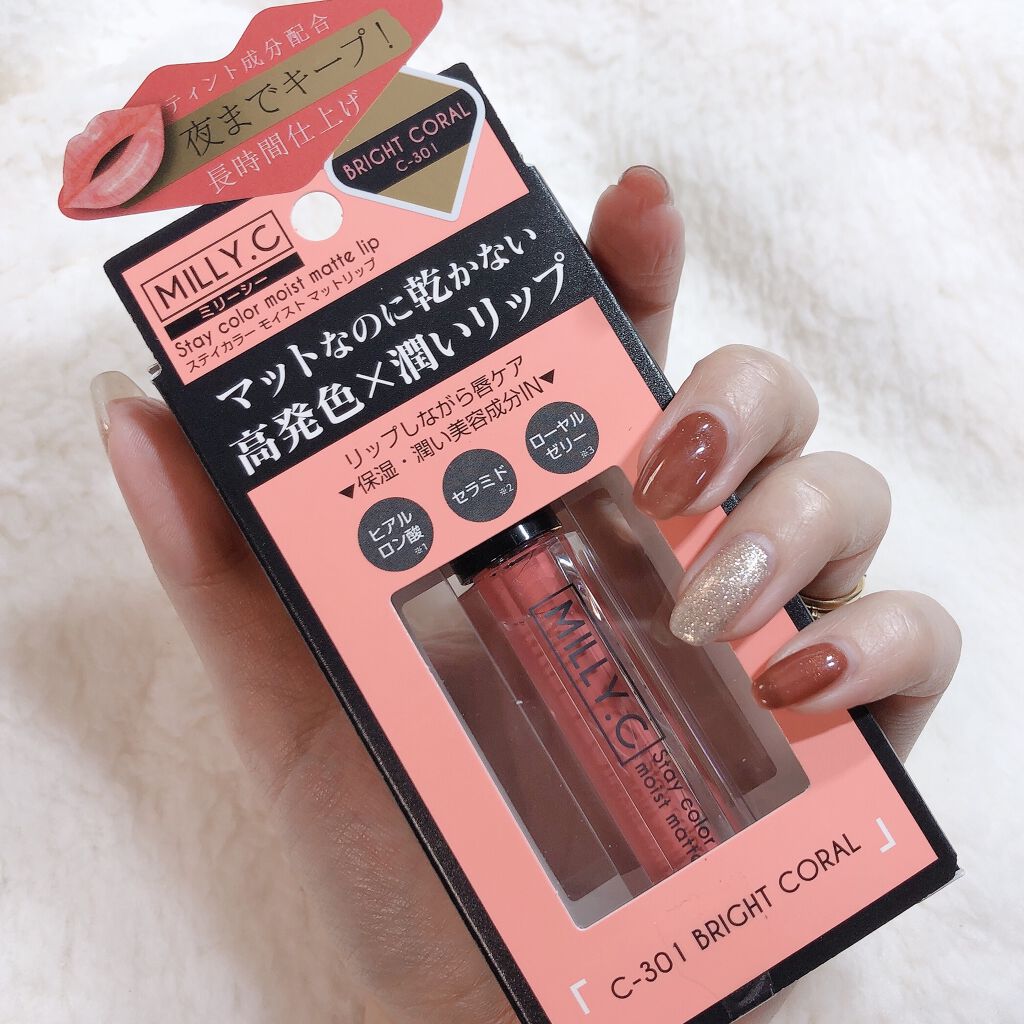 ティント成分配合
夜までキープ!
長時間仕上げ
BRIGHT CORAL
C-301
MILLY.C
ミリーシー
Stay color moist matte lip
ステイカラー モイストマットリップ
マットなのに乾かない
高発色×潤いリップ
リップしながら唇ケア
▼保湿・潤い美容成分IN▼
ヒアル
ロン酸
※1
セラミド
※2
ローヤル
ゼリー
※3
MILLY.C
Stay color
moist matte
「C-301 BRIGHT CORAL」